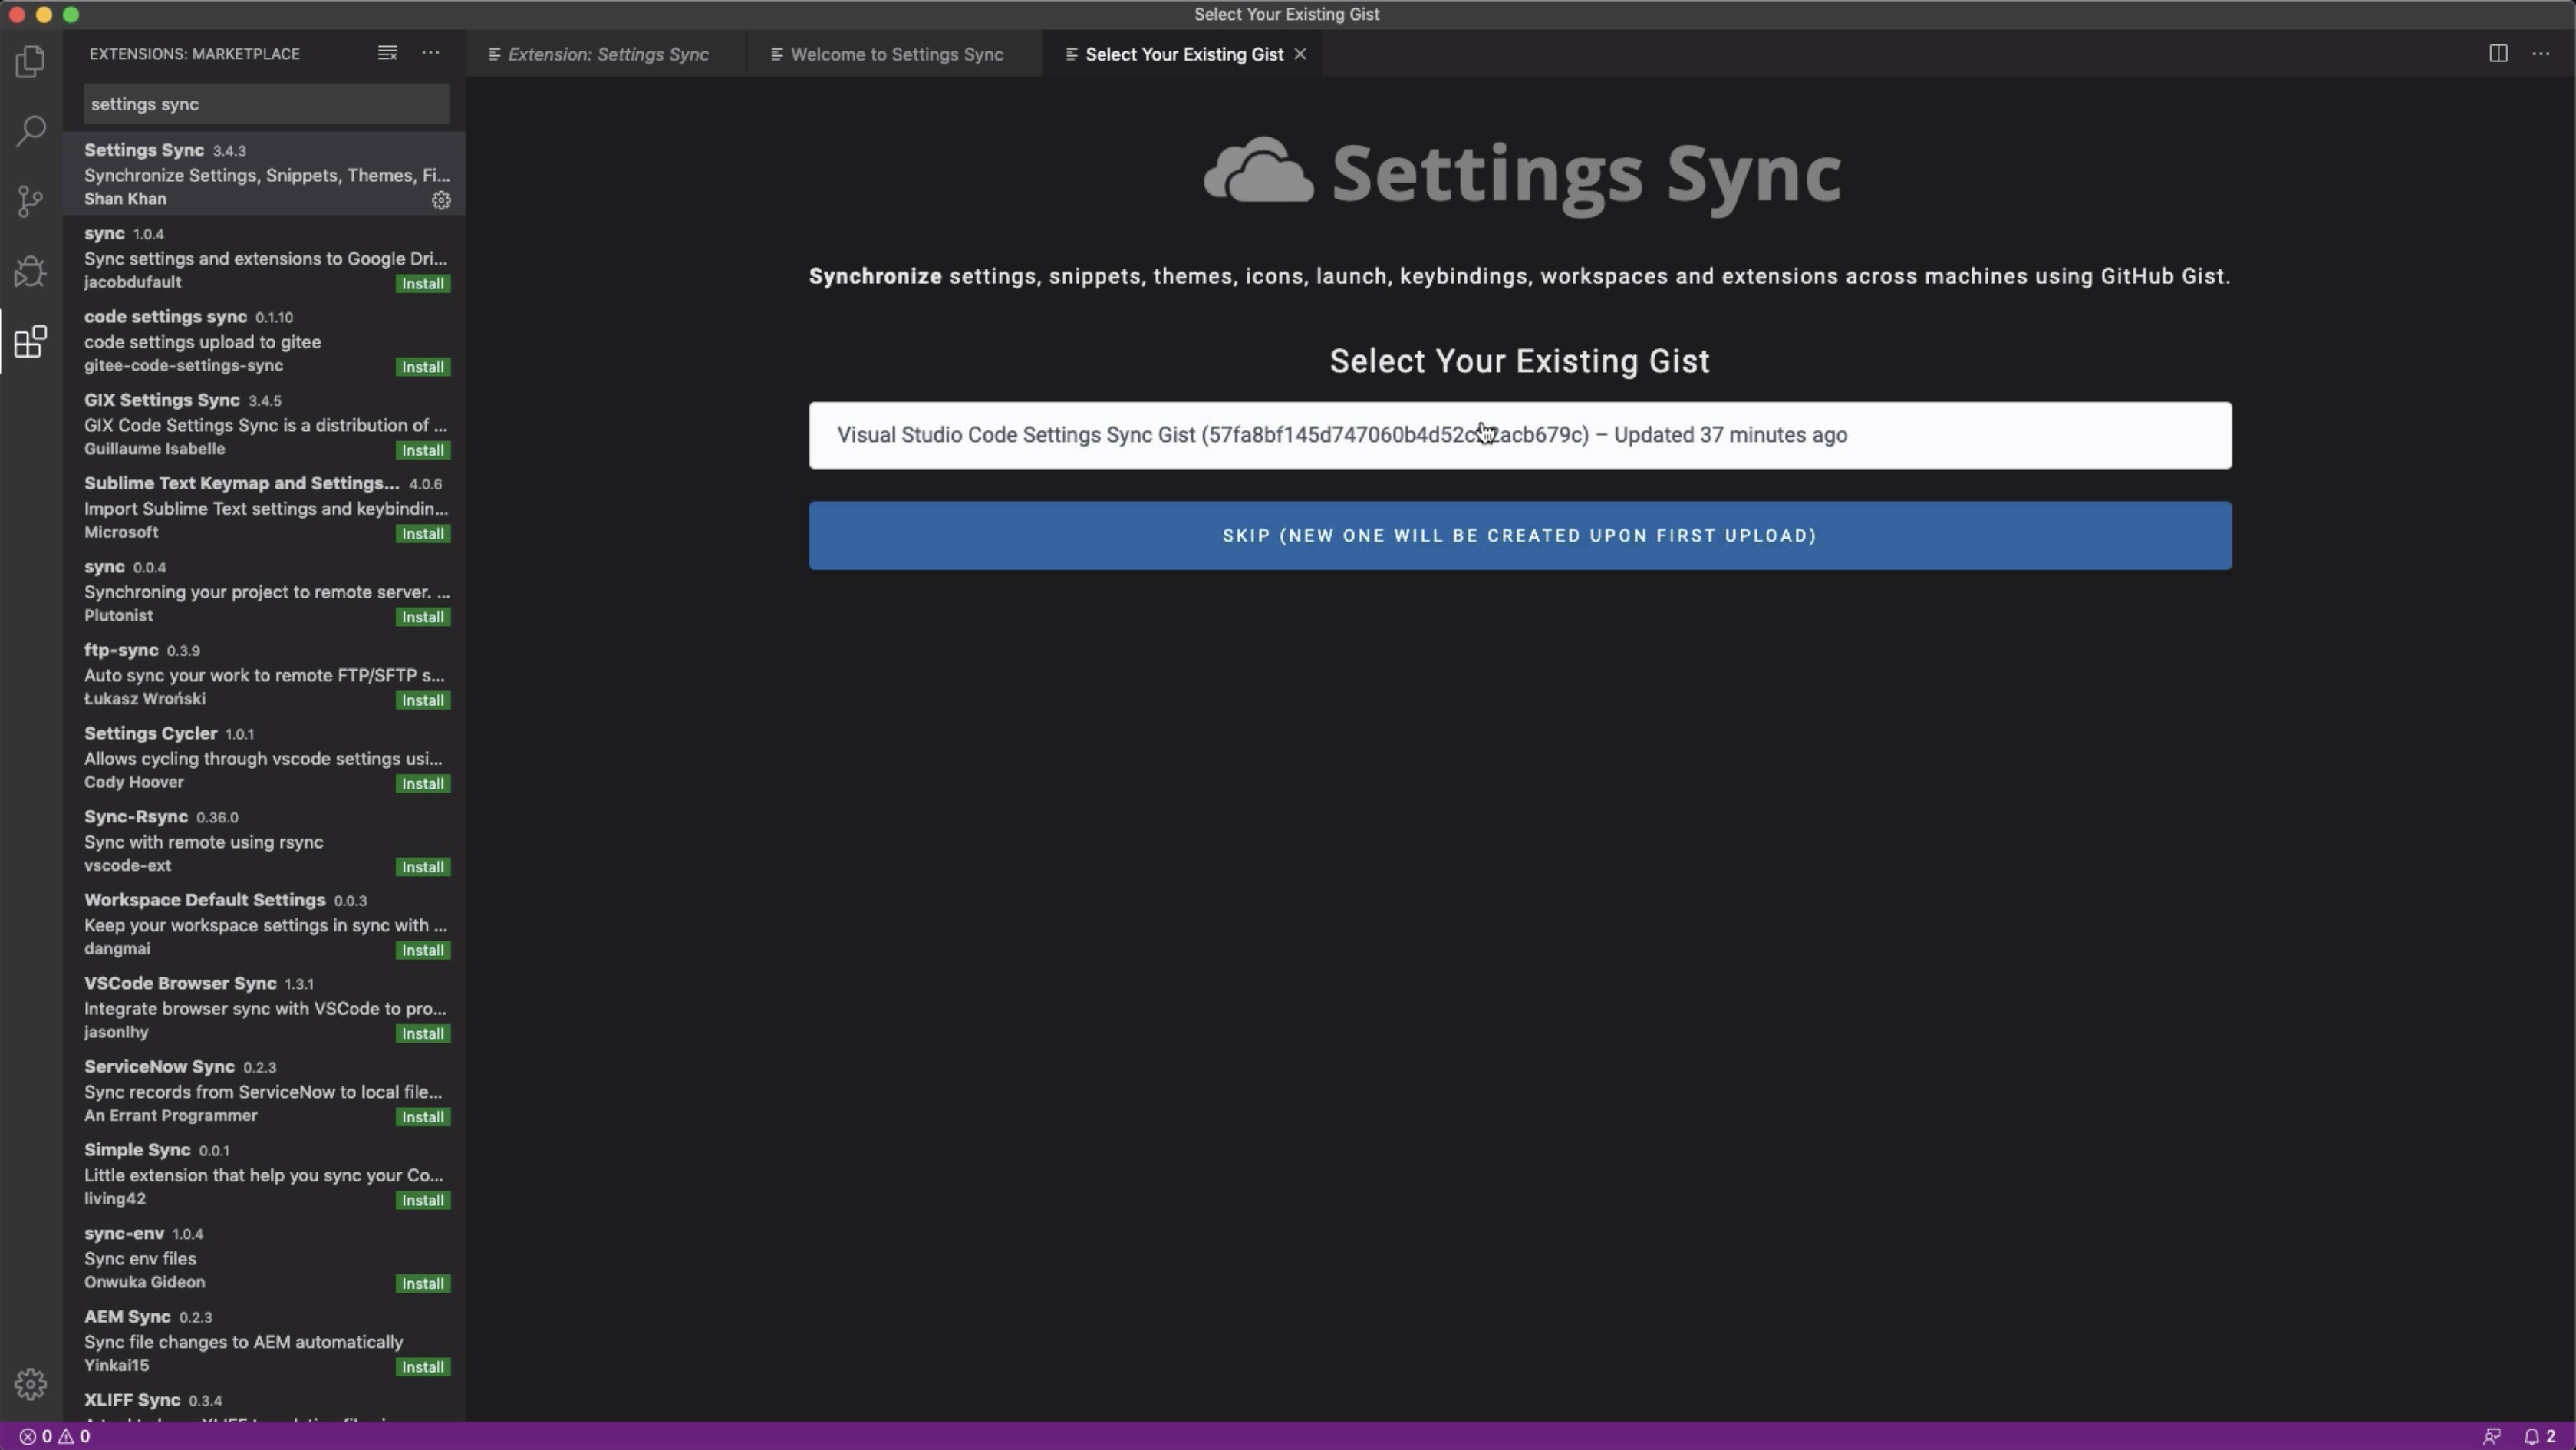 Select Your Existing Gist
EXTENSIONS: MARKETPLACE
Extension: Settings Sync
Welcome to Settings Sync
Select Your Existing Gist
settings sync
Settings Sync 3.4.3
Synchronize Settings, Snippets, Themes, Fi...
Shan Khan
sync 1.0.4
Sync settings and extensions to Google Dri...
jacobdufault Install
code settings sync 0.1.10
code settings upload to gitee
gitee-code-settings-sync Install
GIX Settings Sync 3.4.5
GIX Code Settings Sync is a distribution of ...
Guillaume Isabelle Install
Sublime Text Keymap and Settings... 4.0.6
Import Sublime Text settings and keybindin...
Microsoft Install
sync 0.0.4
Synchroning your project to remote server. ...
Plutonist Install
ftp-sync 0.3.9
Auto sync your work to remote FTP/SFTP s...
Łukasz Wroński Install
Settings Cycler 1.0.1
Allows cycling through vscode settings usi...
Cody Hoover Install
Sync-Rsync 0.36.0
Sync with remote using rsync
vscode-ext Install
Workspace Default Settings 0.0.3
Keep your workspace settings in sync with ...
dangmai Install
VSCode Browser Sync 1.3.1
Integrate browser sync with VSCode to pro...
jasonlhy Install
ServiceNow Sync 0.2.3
Sync records from ServiceNow to local file...
An Errant Programmer Install
Simple Sync 0.0.1
Little extension that help you sync your Co...
living42 Install
sync-env 1.0.4
Sync env files
Onwuka Gideon Install
AEM Sync 0.2.3
Sync file changes to AEM automatically
Yinkai15 Install
XLIFF Sync 0.3.4
Settings Sync
Synchronize settings, snippets, themes, icons, launch, keybindings, workspaces and extensions across machines using GitHub Gist.
Select Your Existing Gist
Visual Studio Code Settings Sync Gist – Updated 37 minutes ago
SKIP (NEW ONE WILL BE CREATED UPON FIRST UPLOAD)
0 0
2